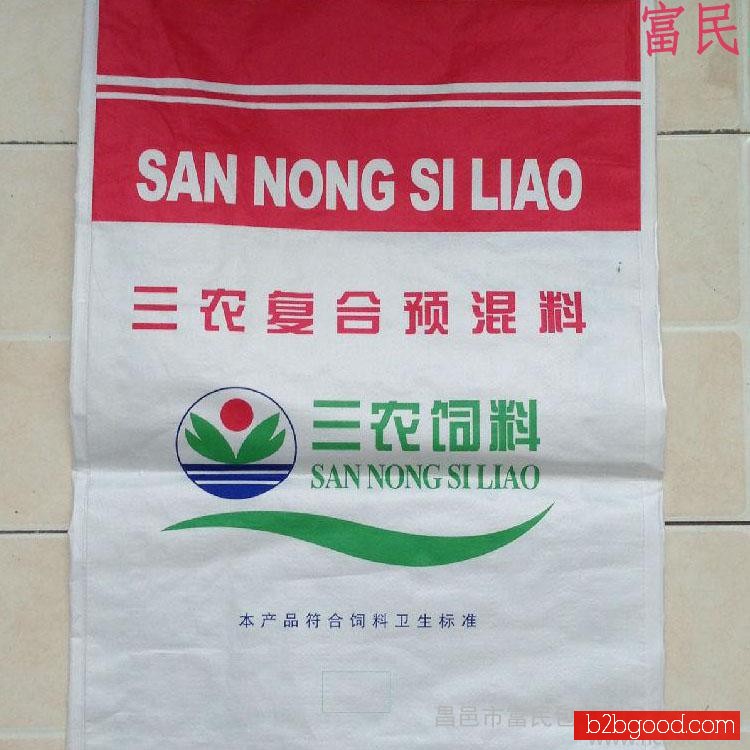 富民
SAN NONG SI LIAO
三农复合预混料
三农饲料
SAN NONG SI LIAO
本产品符合饲料卫生标准
昌邑市富民包
b2bgood.com